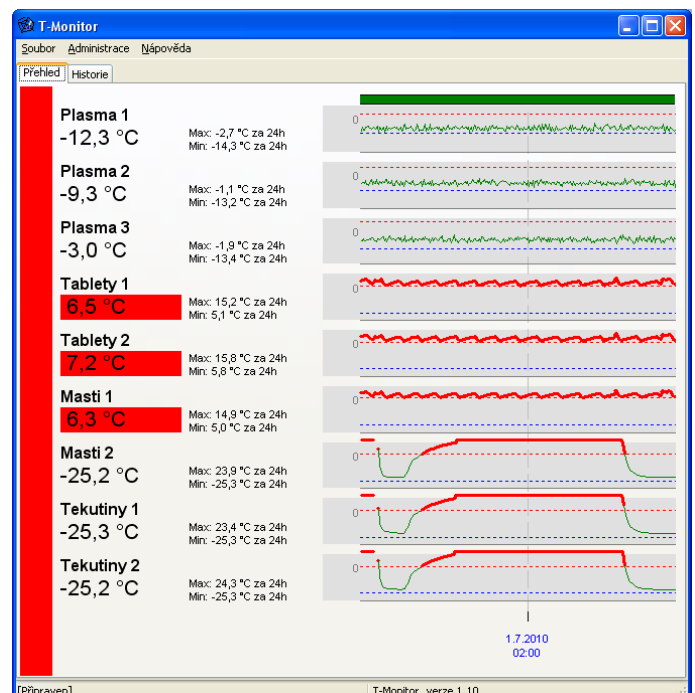 T-Monitor
Soubor Administrace Nápověda
Přehled Historie
Plasma 1
-12,3 °C
Max: -2,7 °C za 24h
Min: -14,3 °C za 24h
0
Plasma 2
-9,3 °C
Max: -1,1 °C za 24h
Min: -13,2 °C za 24h
0
Plasma 3
-3,0 °C
Max: -1,9 °C za 24h
Min: -13,4 °C za 24h
0
Tablety 1
6,5 °C
Max: 15,2 °C za 24h
Min: 5,1 °C za 24h
0
Tablety 2
7,2 °C
Max: 15,8 °C za 24h
Min: 5,8 °C za 24h
0
Masti 1
6,3 °C
Max: 14,9 °C za 24h
Min: 5,0 °C za 24h
0
Masti 2
-25,2 °C
Max: 23,9 °C za 24h
Min: -25,3 °C za 24h
0
Tekutiny 1
-25,3 °C
Max: 23,4 °C za 24h
Min: -25,3 °C za 24h
0
Tekutiny 2
-25,2 °C
Max: 24,3 °C za 24h
Min: -25,3 °C za 24h
0
1.7.2010
02:00
[Připraven] T-Monitor, verze 1.10